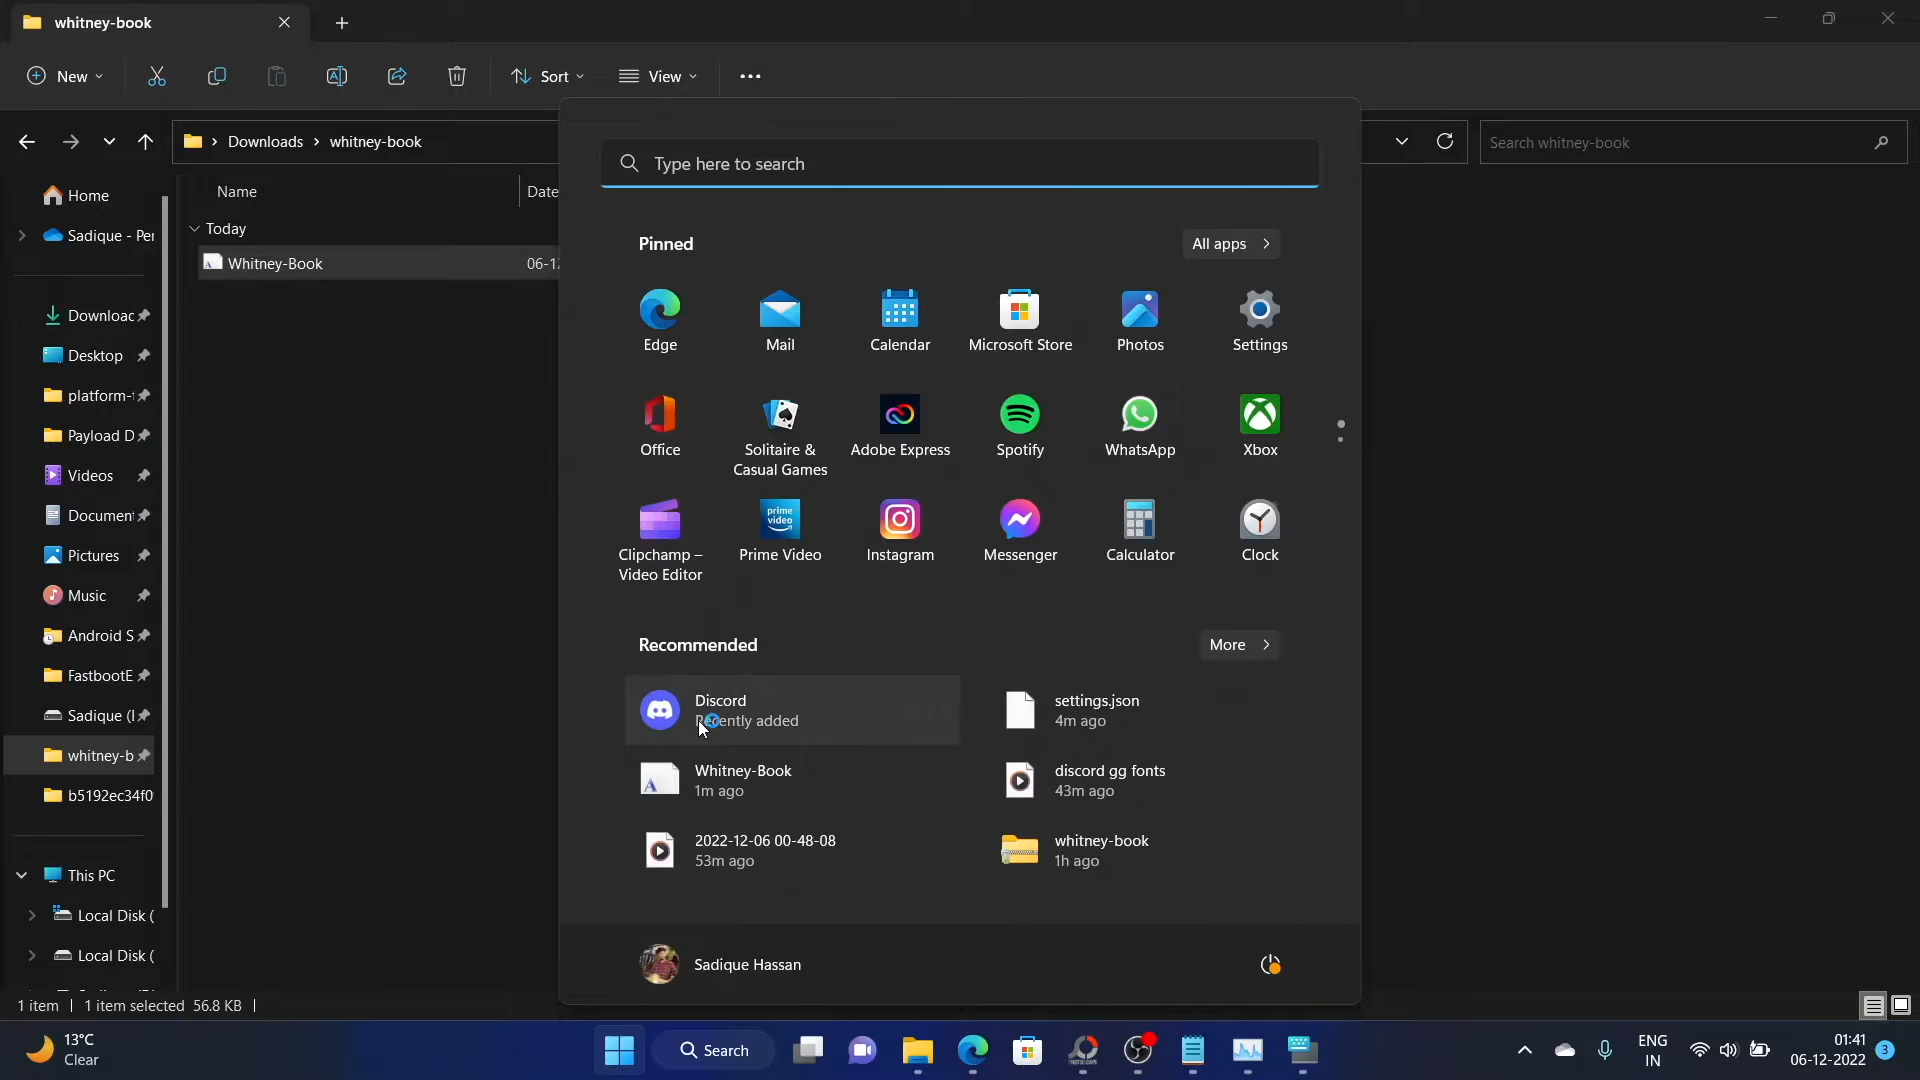 whitney-book
New
Sort
View
Downloads
whitney-book
Search whitney-book
Home
Sadique - Per
Download
Desktop
platform-t
Payload D
Videos
Document
Pictures
Music
Android S
FastbootE
Sadique (I
whitney-b
b5192ec34f0
This PC
Local Disk (
Local Disk (
Name
Date
Today
Whitney-Book
06-12
Type here to search
Pinned
All apps
Edge
Mail
Calendar
Microsoft Store
Photos
Settings
Office
Solitaire &
Casual Games
Adobe Express
Spotify
WhatsApp
Xbox
Clipchamp –
Video Editor
prime
video
Prime Video
Instagram
Messenger
Calculator
Clock
Recommended
More
Discord
Recently added
settings.json
4m ago
Whitney-Book
1m ago
discord gg fonts
43m ago
2022-12-06 00-48-08
53m ago
whitney-book
1h ago
Sadique Hassan
1 item
1 item selected 56.8 KB
13°C
Clear
Search
ENG
IN
01:41
06-12-2022
3